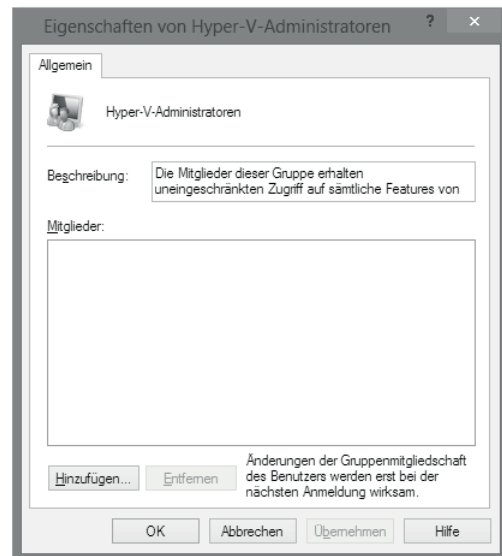 Eigenschaften von Hyper-V-Administratoren ? ×
Allgemein
Hyper-V-Administratoren
Beschreibung:
Die Mitglieder dieser Gruppe erhalten
uneingeschränkten Zugriff auf sämtliche Features von
Mitglieder:
Hinzufügen...
Entfernen
Änderungen der Gruppenmitgliedschaft
des Benutzers werden erst bei der
nächsten Anmeldung wirksam.
OK
Abbrechen
Übernehmen
Hilfe